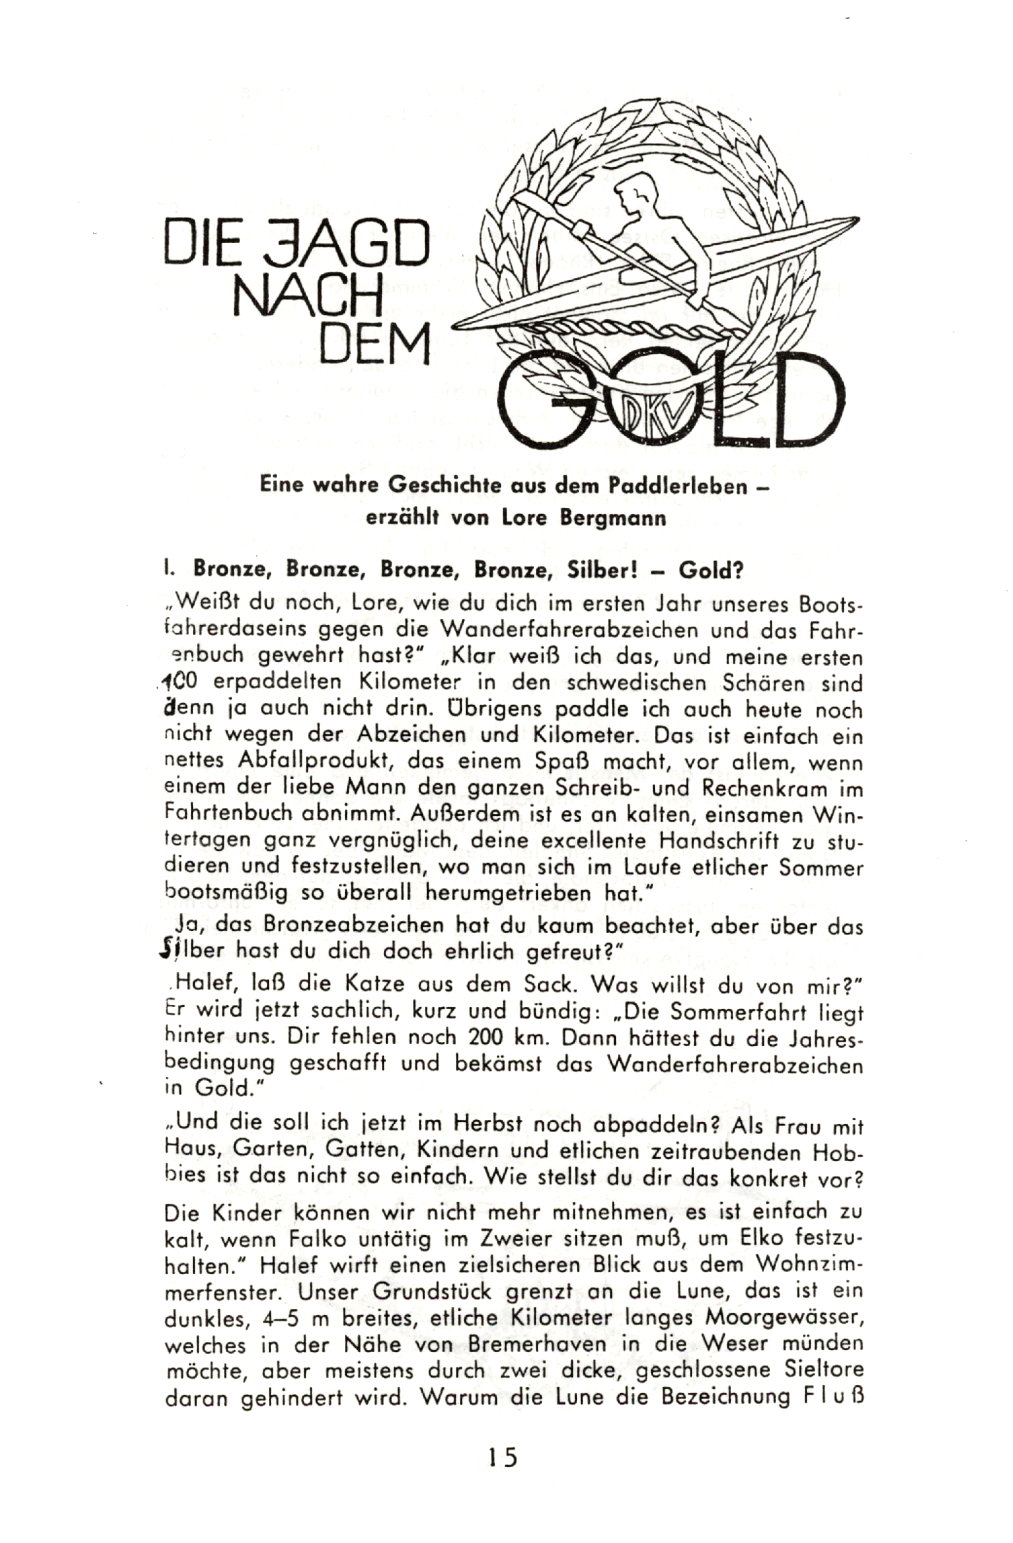 DIE JAGD
NACH
DEM
GOLD
DKV
Eine wahre Geschichte aus dem Paddlerleben –
erzählt von Lore Bergmann
I. Bronze, Bronze, Bronze, Bronze, Silber! – Gold?
„Weißt du noch, Lore, wie du dich im ersten Jahr unseres Boots-
fahrerdaseins gegen die Wanderfahrerabzeichen und das Fahr-
enbuch gewehrt hast?" „Klar weiß ich das, und meine ersten
100 erpaddelten Kilometer in den schwedischen Schären sind
denn ja auch nicht drin. Übrigens paddle ich auch heute noch
nicht wegen der Abzeichen und Kilometer. Das ist einfach ein
nettes Abfallprodukt, das einem Spaß macht, vor allem, wenn
einem der liebe Mann den ganzen Schreib- und Rechenkram im
Fahrtenbuch abnimmt. Außerdem ist es an kalten, einsamen Win-
tertagen ganz vergnüglich, deine excellente Handschrift zu stu-
dieren und festzustellen, wo man sich im Laufe etlicher Sommer
bootsmäßig so überall herumgetrieben hat."
Ja, das Bronzeabzeichen hat du kaum beachtet, aber über das
Silber hast du dich doch ehrlich gefreut?"
„Halef, laß die Katze aus dem Sack. Was willst du von mir?"
Er wird jetzt sachlich, kurz und bündig: „Die Sommerfahrt liegt
hinter uns. Dir fehlen noch 200 km. Dann hättest du die Jahres-
bedingung geschafft und bekämst das Wanderfahrerabzeichen
in Gold."
„Und die soll ich jetzt im Herbst noch abpaddeln? Als Frau mit
Haus, Garten, Gatten, Kindern und etlichen zeitraubenden Hob-
bies ist das nicht so einfach. Wie stellst du dir das konkret vor?
Die Kinder können wir nicht mehr mitnehmen, es ist einfach zu
kalt, wenn Falko untätig im Zweier sitzen muß, um Elko festzu-
halten." Halef wirft einen zielsicheren Blick aus dem Wohnzim-
merfenster. Unser Grundstück grenzt an die Lune, das ist ein
dunkles, 4–5 m breites, etliche Kilometer langes Moorgewässer,
welches in der Nähe von Bremerhaven in die Weser münden
möchte, aber meistens durch zwei dicke, geschlossene Sieltore
daran gehindert wird. Warum die Lune die Bezeichnung F l u ß
15